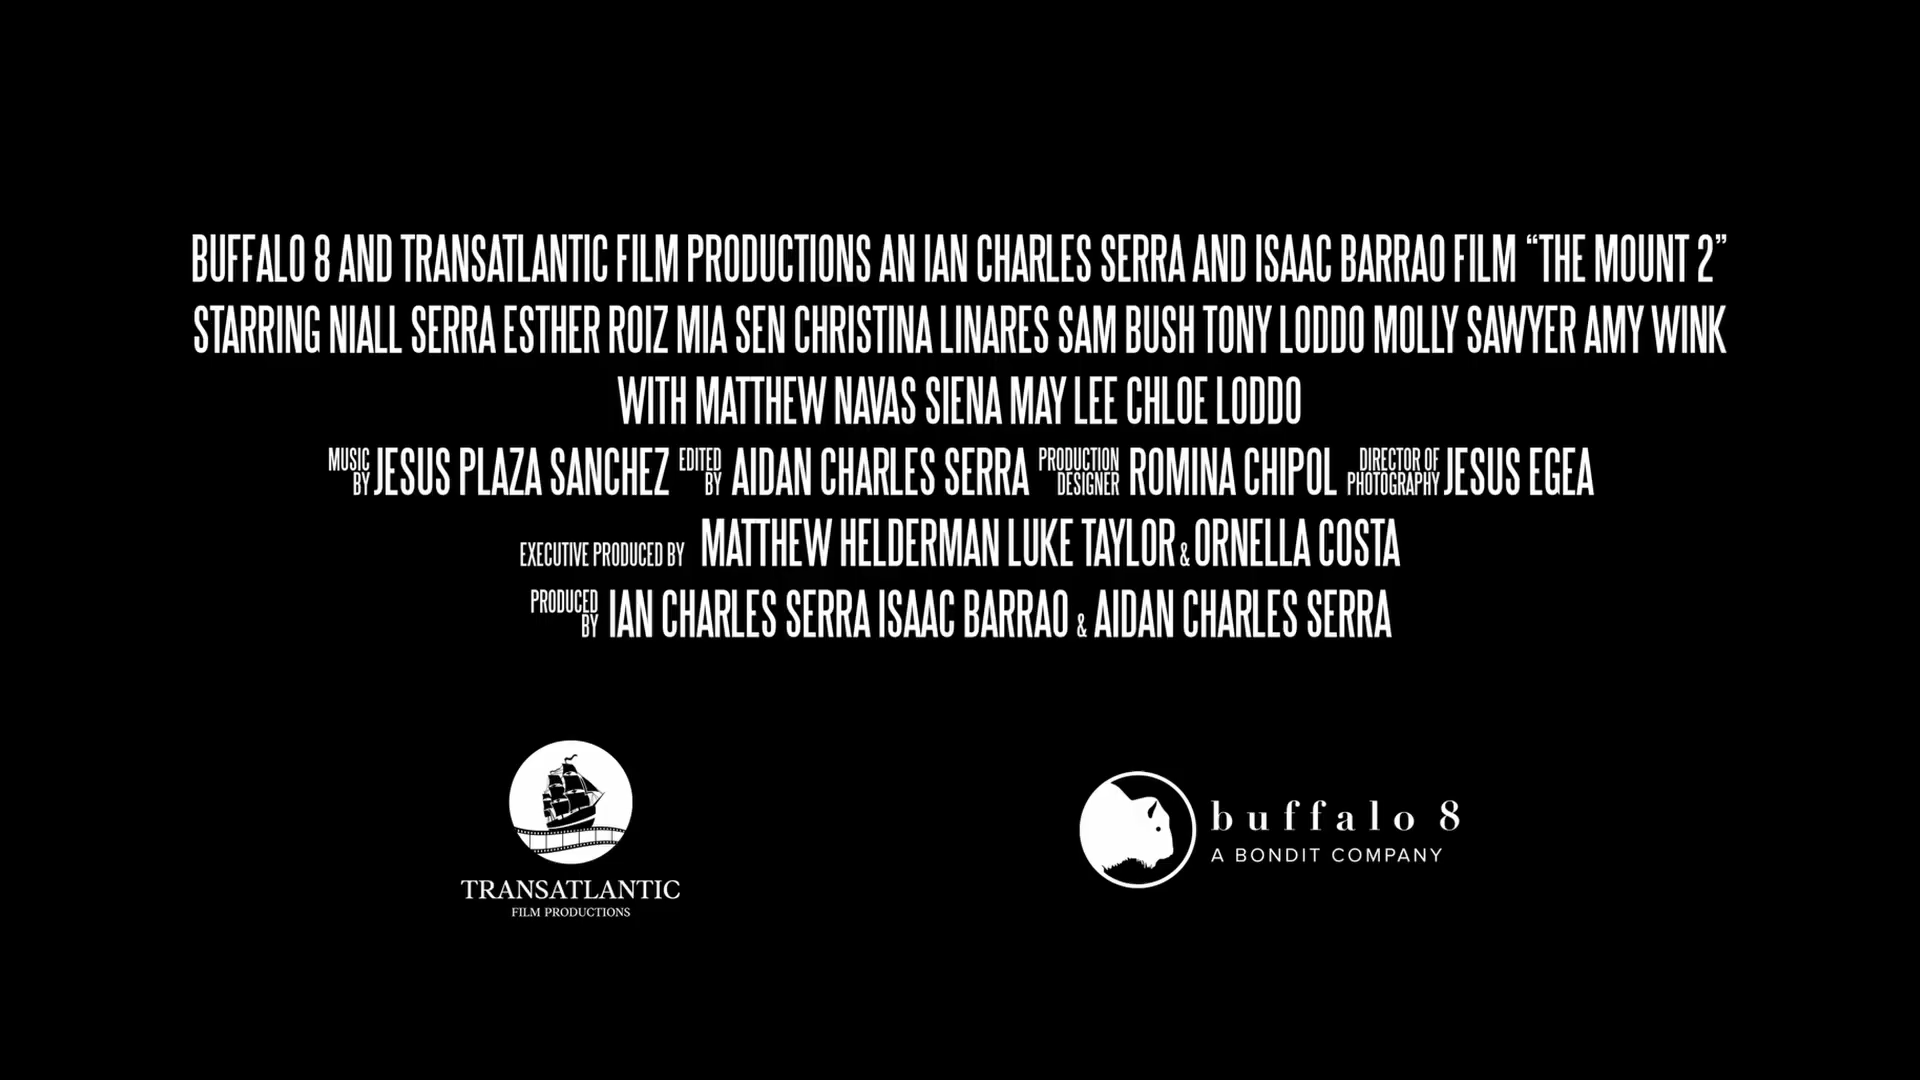 BUFFALO 8 AND TRANSATLANTIC FILM PRODUCTIONS AN IAN CHARLES SERRA AND ISAAC BARRAO FILM “THE MOUNT 2”
STARRING NIALL SERRA ESTHER ROIZ MIA SEN CHRISTINA LINARES SAM BUSH TONY LODDO MOLLY SAWYER AMY WINK
WITH MATTHEW NAVAS SIENA MAY LEE CHLOE LODDO
MUSIC BY JESUS PLAZA SANCHEZ EDITED BY AIDAN CHARLES SERRA PRODUCTION DESIGNER ROMINA CHIPOL DIRECTOR OF PHOTOGRAPHY JESUS EGEA
EXECUTIVE PRODUCED BY MATTHEW HELDERMAN LUKE TAYLOR & ORNELLA COSTA
PRODUCED BY IAN CHARLES SERRA ISAAC BARRAO & AIDAN CHARLES SERRA
TRANSATLANTIC
FILM PRODUCTIONS
buffalo 8
A BONDIT COMPANY